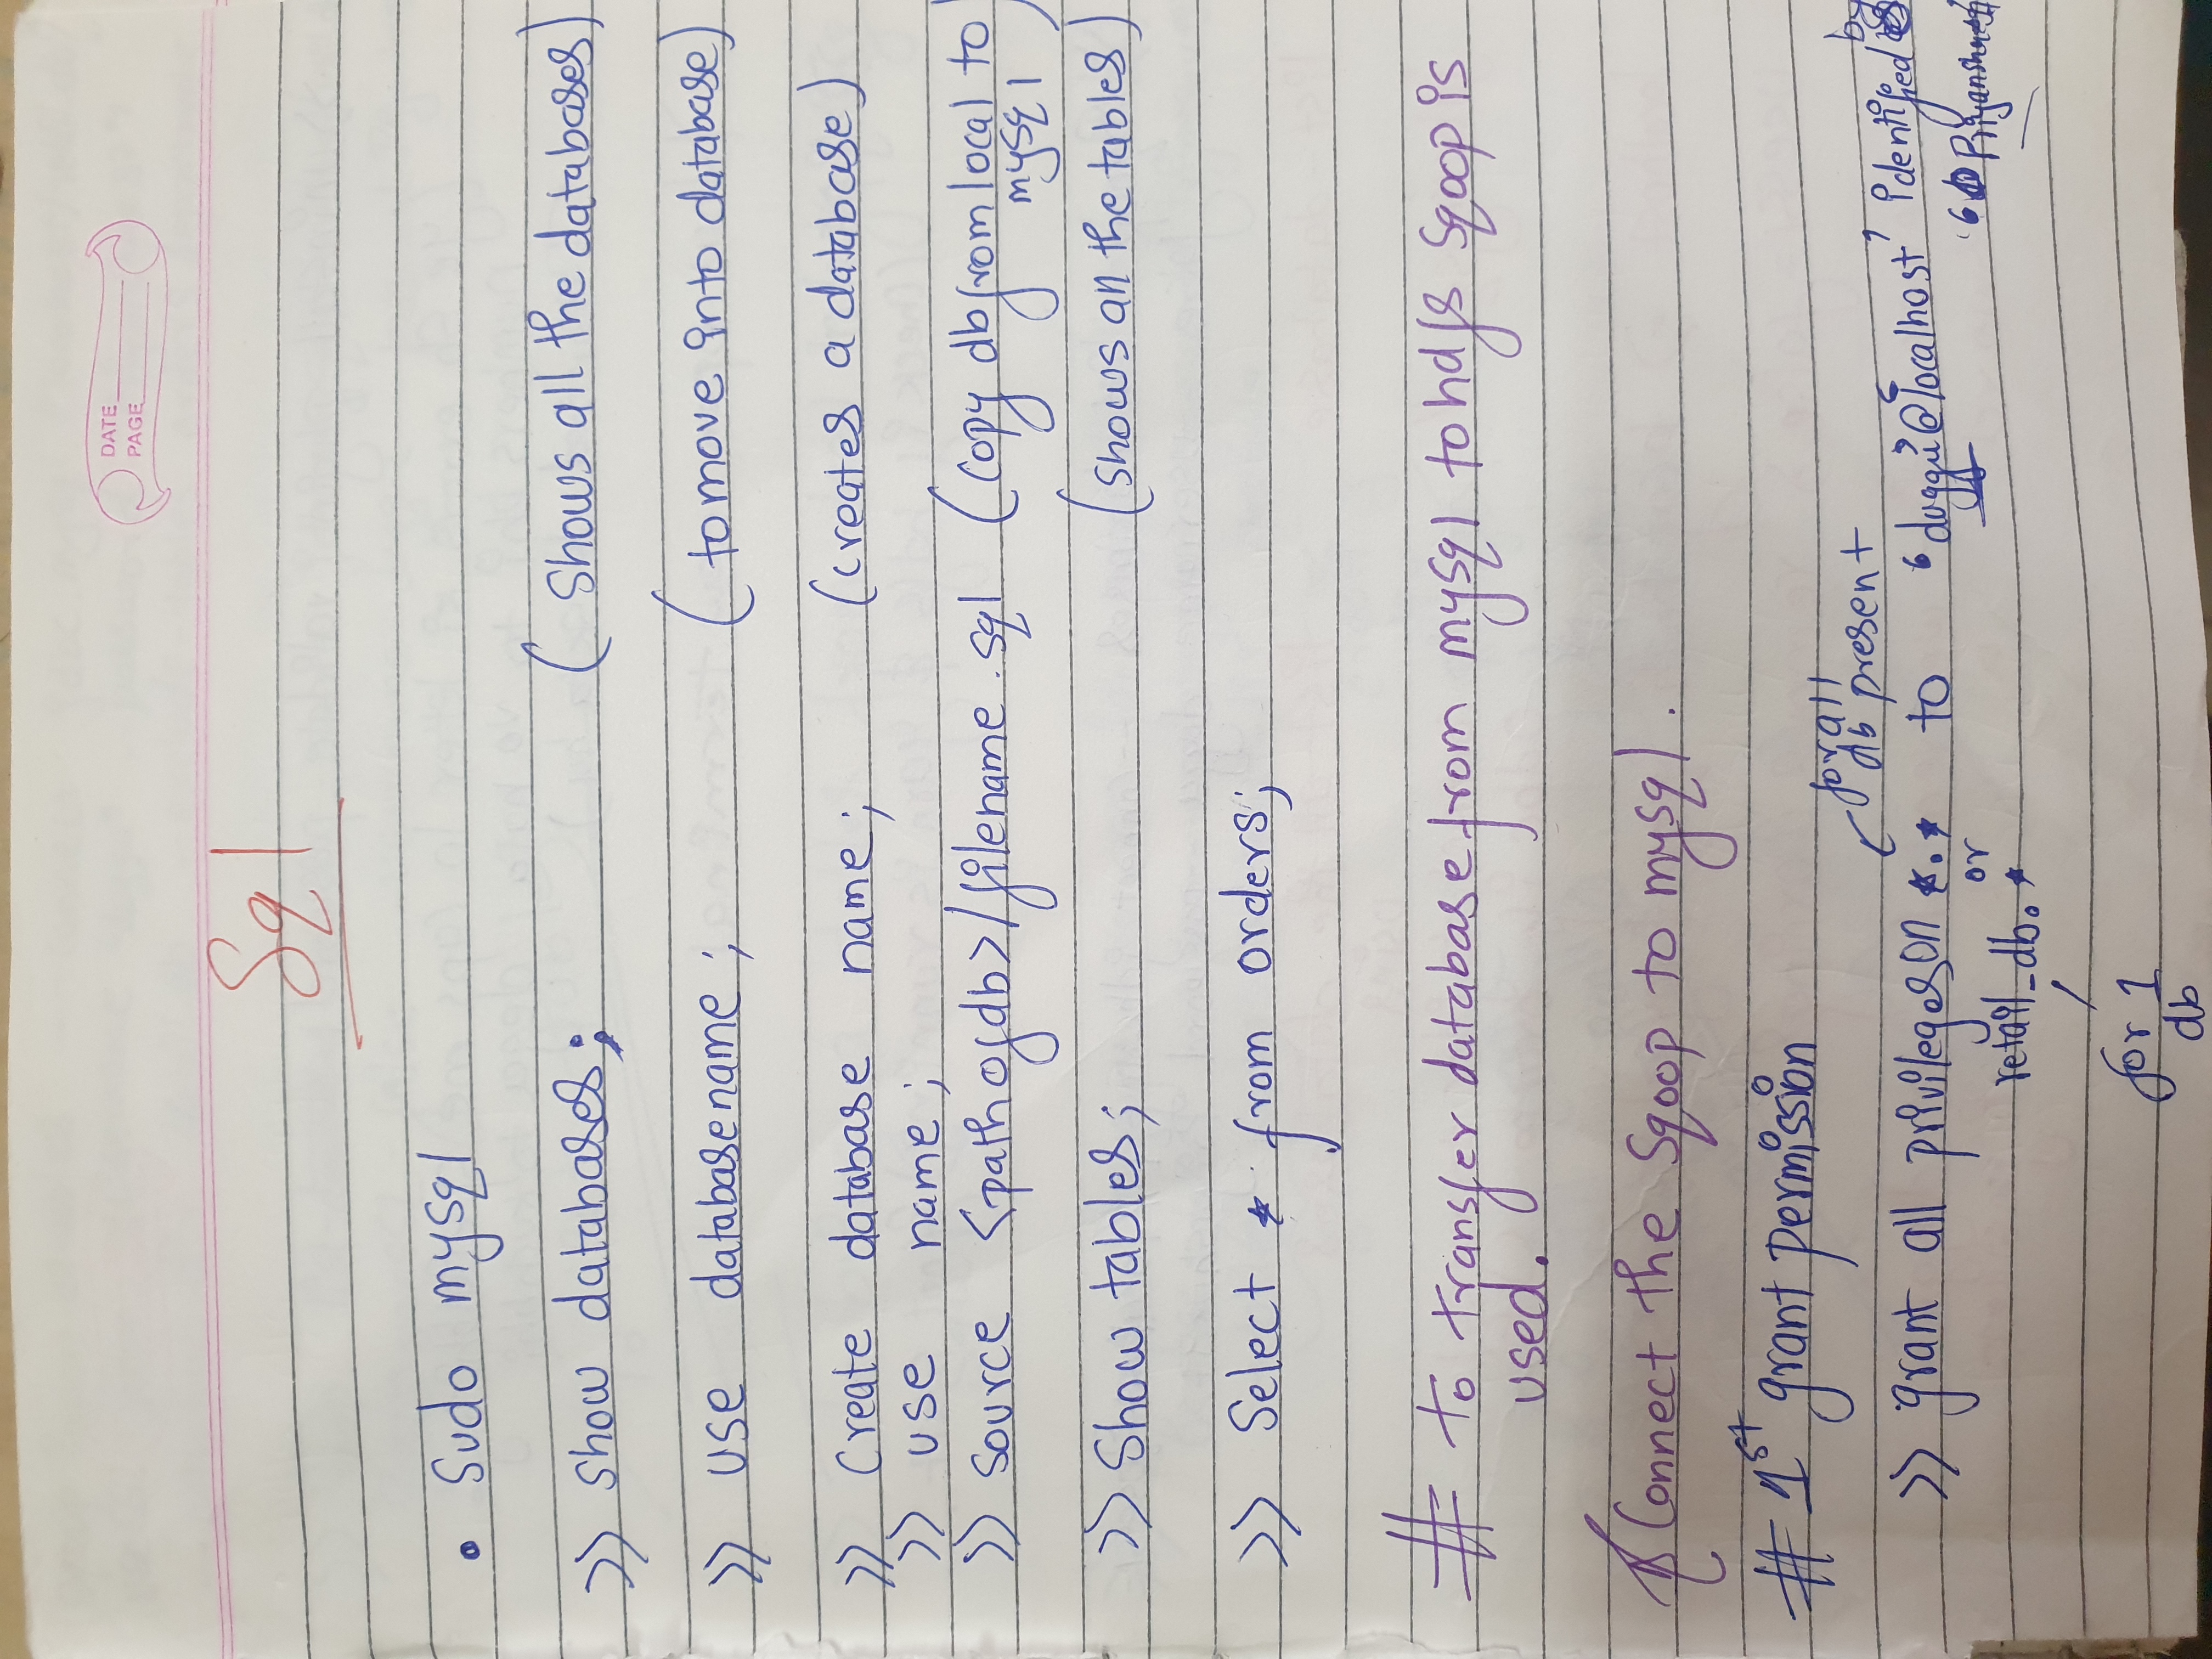 DATE
PAGE
Sql
• Sudo mysql
>> Show databases; (Shows all the databases)
>> use databasename; (to move into database)
>> Create database name; (creates a database)
>> use name;
>> Source <path of db>/filename.sql (copy db from local to
mysql)
>> Show tables; (shows all the tables)
>> Select * from orders;
# to transfer database from mysql to hdfs Sqoop is
used.
Connect the Sqoop to mysql.
# 1st grant permission
for all
db present
>> grant all privileges on *.* to 'duggu'@'localhost' identified by
or
retail_db.*
for 1
db